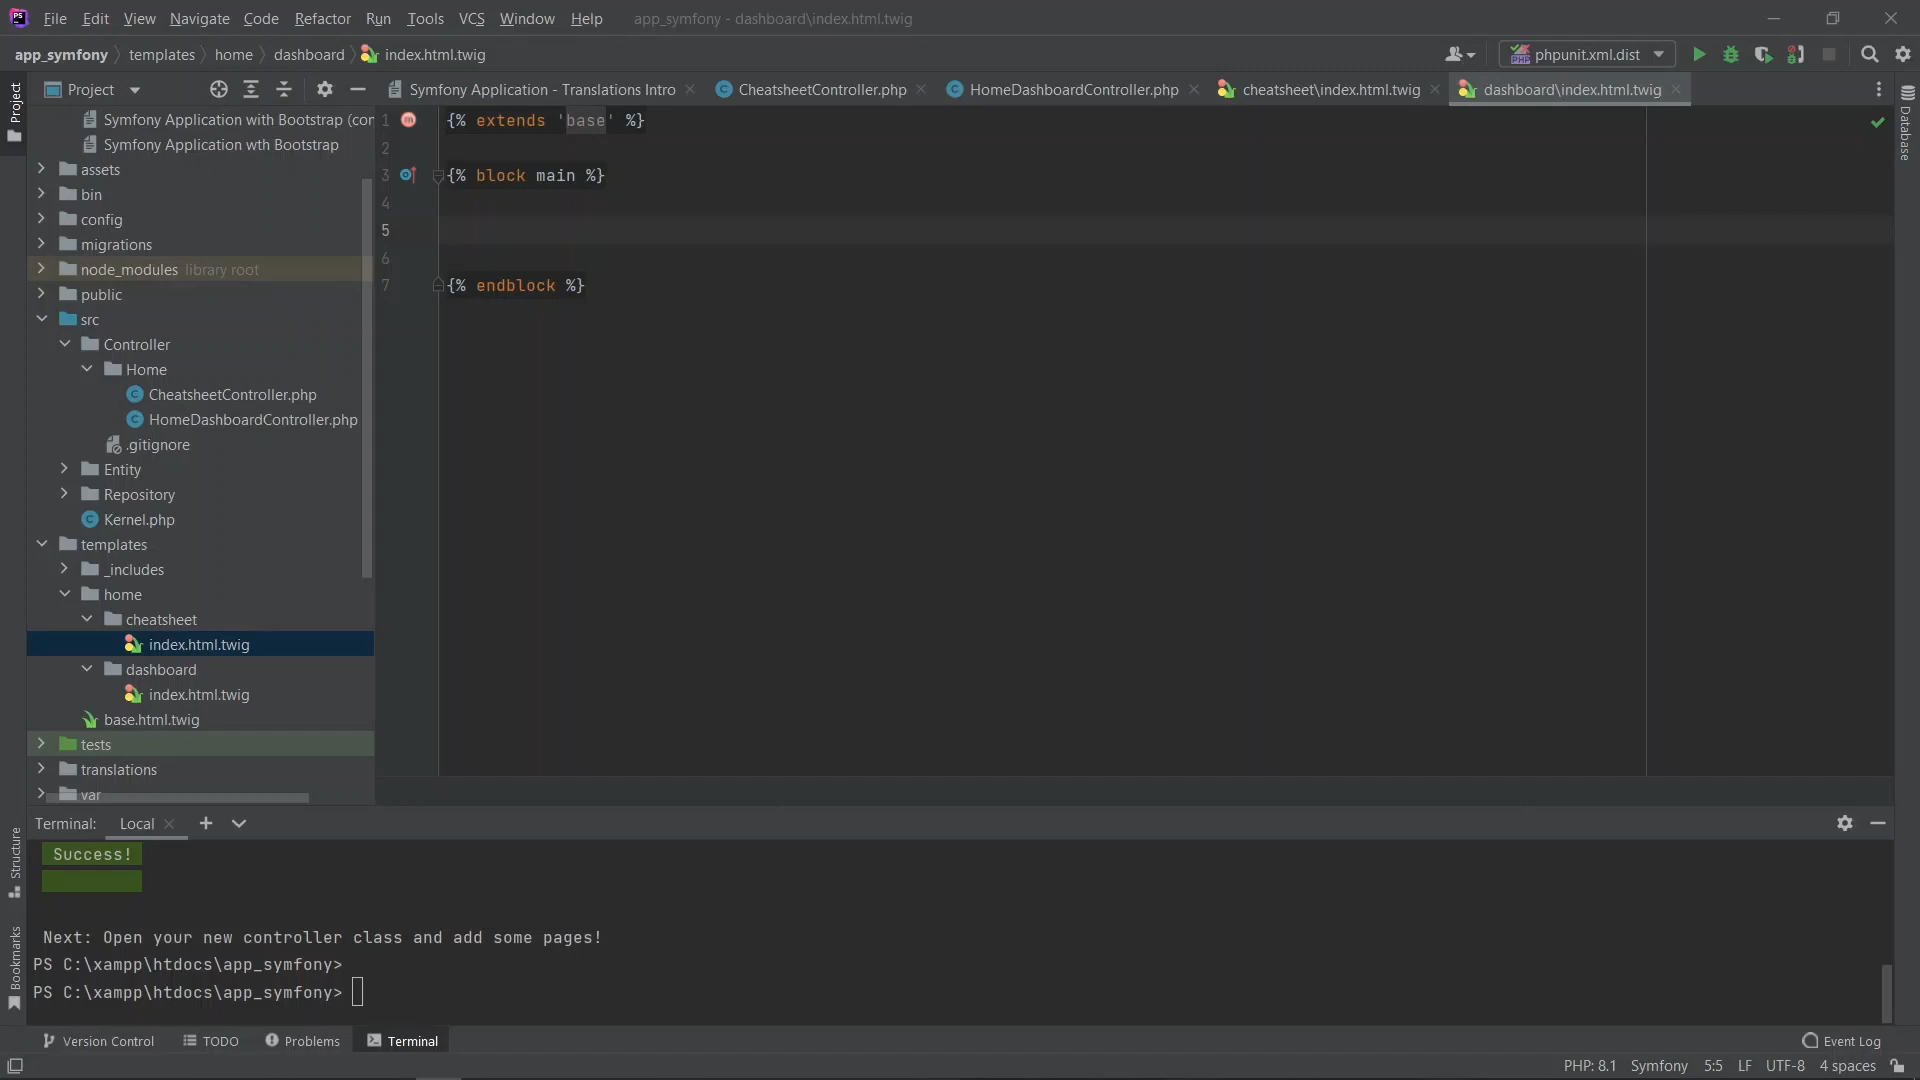 PS File Edit View Navigate Code Refactor Run Tools VCS Window Help app_symfony - dashboard\index.html.twig
app_symfony templates home dashboard index.html.twig phpunit.xml.dist
Project
Symfony Application - Translations Intro CheatsheetController.php HomeDashboardController.php cheatsheet\index.html.twig dashboard\index.html.twig
Project
Database
Symfony Application with Bootstrap (con
Symfony Application wth Bootstrap
assets
bin
config
migrations
node_modules library root
public
src
Controller
Home
CheatsheetController.php
HomeDashboardController.php
.gitignore
Entity
Repository
Kernel.php
templates
_includes
home
cheatsheet
index.html.twig
dashboard
index.html.twig
base.html.twig
tests
translations
var
1 {% extends 'base' %}
2
3 {% block main %}
4
5
6
7 {% endblock %}
Structure
Bookmarks
Terminal: Local
Success!
Next: Open your new controller class and add some pages!
PS C:\xampp\htdocs\app_symfony>
PS C:\xampp\htdocs\app_symfony>
Version Control TODO Problems Terminal Event Log
PHP: 8.1 Symfony 5:5 LF UTF-8 4 spaces